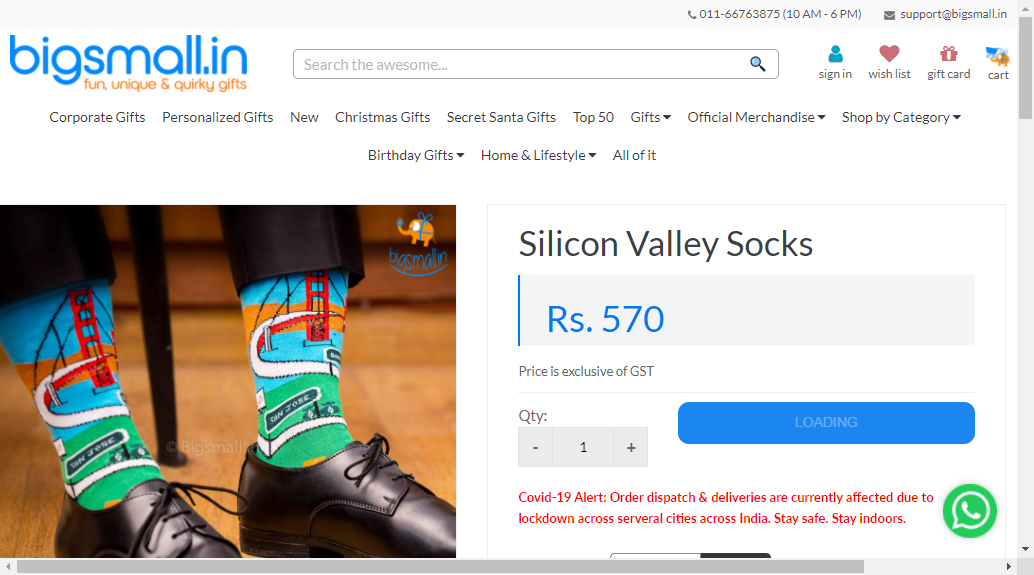 011-66763875 (10 AM - 6 PM) support@bigsmall.in
bigsmall.in
fun, unique & quirky gifts
Search the awesome...
sign in wish list gift card cart
Corporate Gifts Personalized Gifts New Christmas Gifts Secret Santa Gifts Top 50 Gifts Official Merchandise Shop by Category
Birthday Gifts Home & Lifestyle All of it
bigsmall.in
SAN JOSE
SAN JOSE
© Bigsmall.in
Silicon Valley Socks
Rs. 570
Price is exclusive of GST
Qty:
- 1 +
LOADING
Covid-19 Alert: Order dispatch & deliveries are currently affected due to
lockdown across serveral cities across India. Stay safe. Stay indoors.